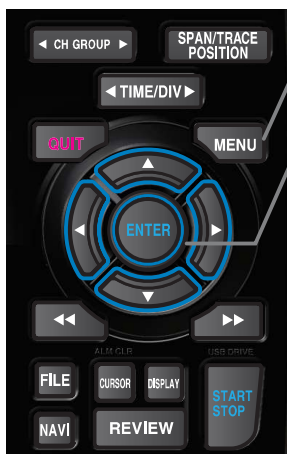 ◄ CH GROUP ►
SPAN/TRACE
POSITION
◄TIME/DIV►
QUIT
MENU
ENTER
ALM CLR
USB DRIVE
FILE
CURSOR
DISPLAY
START
STOP
NAVI
REVIEW